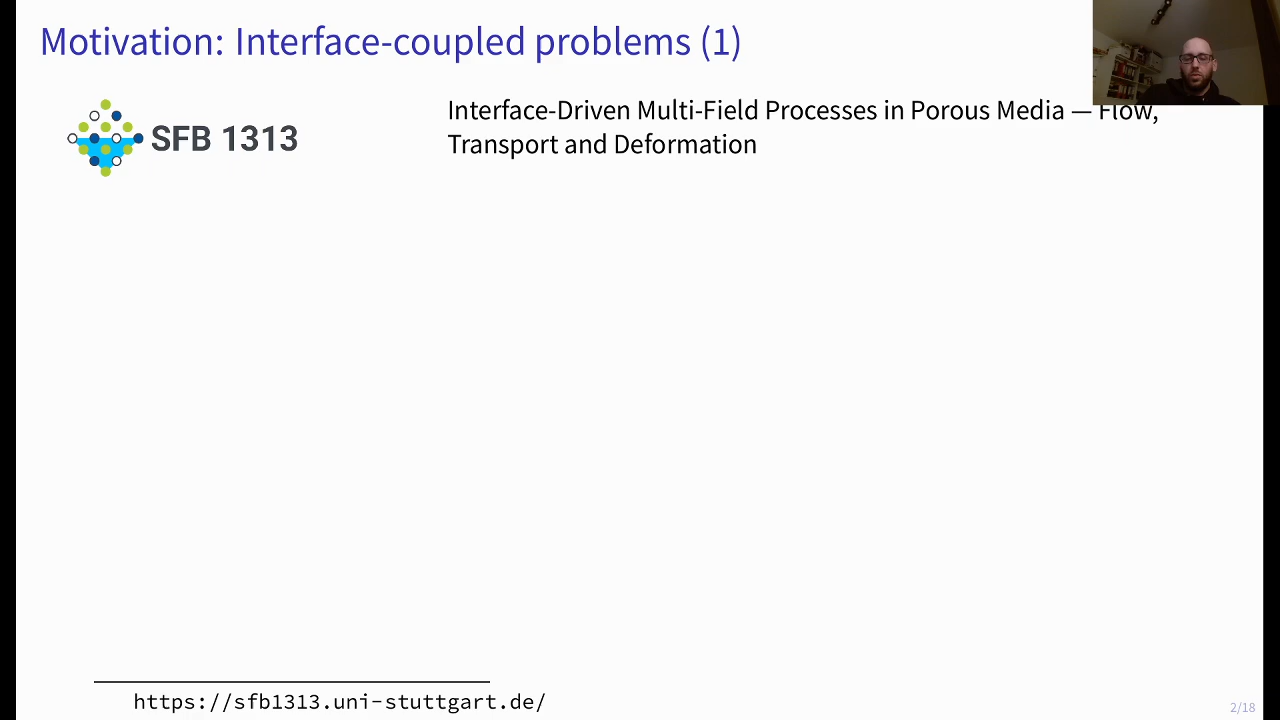 Motivation: Interface-coupled problems (1)
SFB 1313
Interface-Driven Multi-Field Processes in Porous Media — Flow,
Transport and Deformation
https://sfb1313.uni-stuttgart.de/
2/18